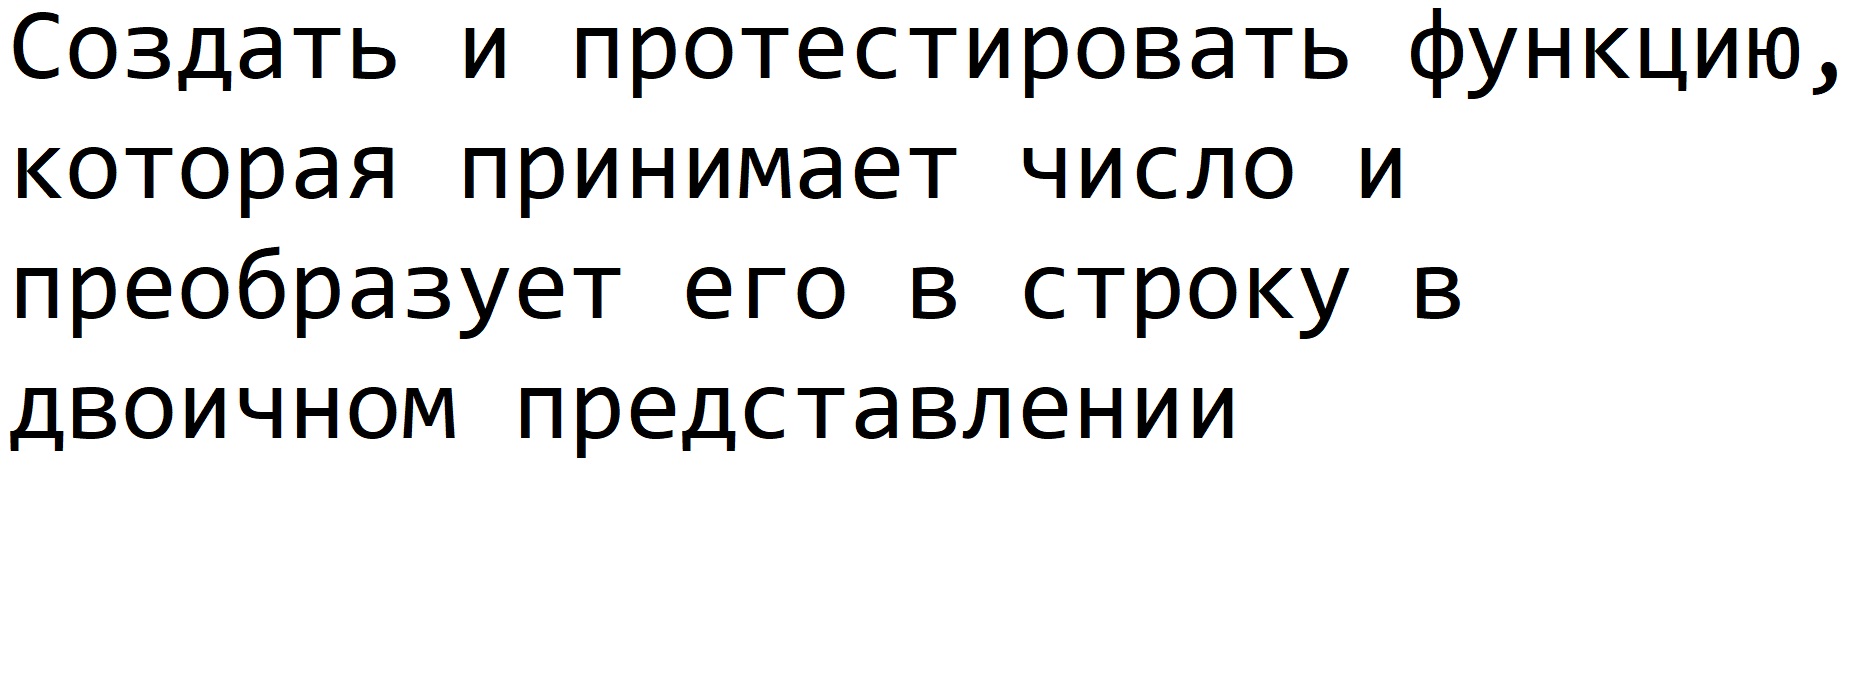 Создать и протестировать функцию,
которая принимает число и
преобразует его в строку в
двоичном представлении